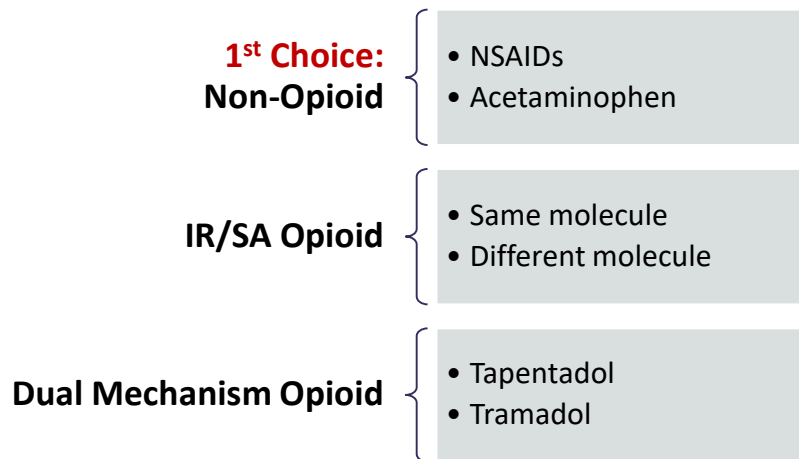 1st Choice:
Non-Opioid
• NSAIDs
• Acetaminophen
IR/SA Opioid
• Same molecule
• Different molecule
Dual Mechanism Opioid
• Tapentadol
• Tramadol